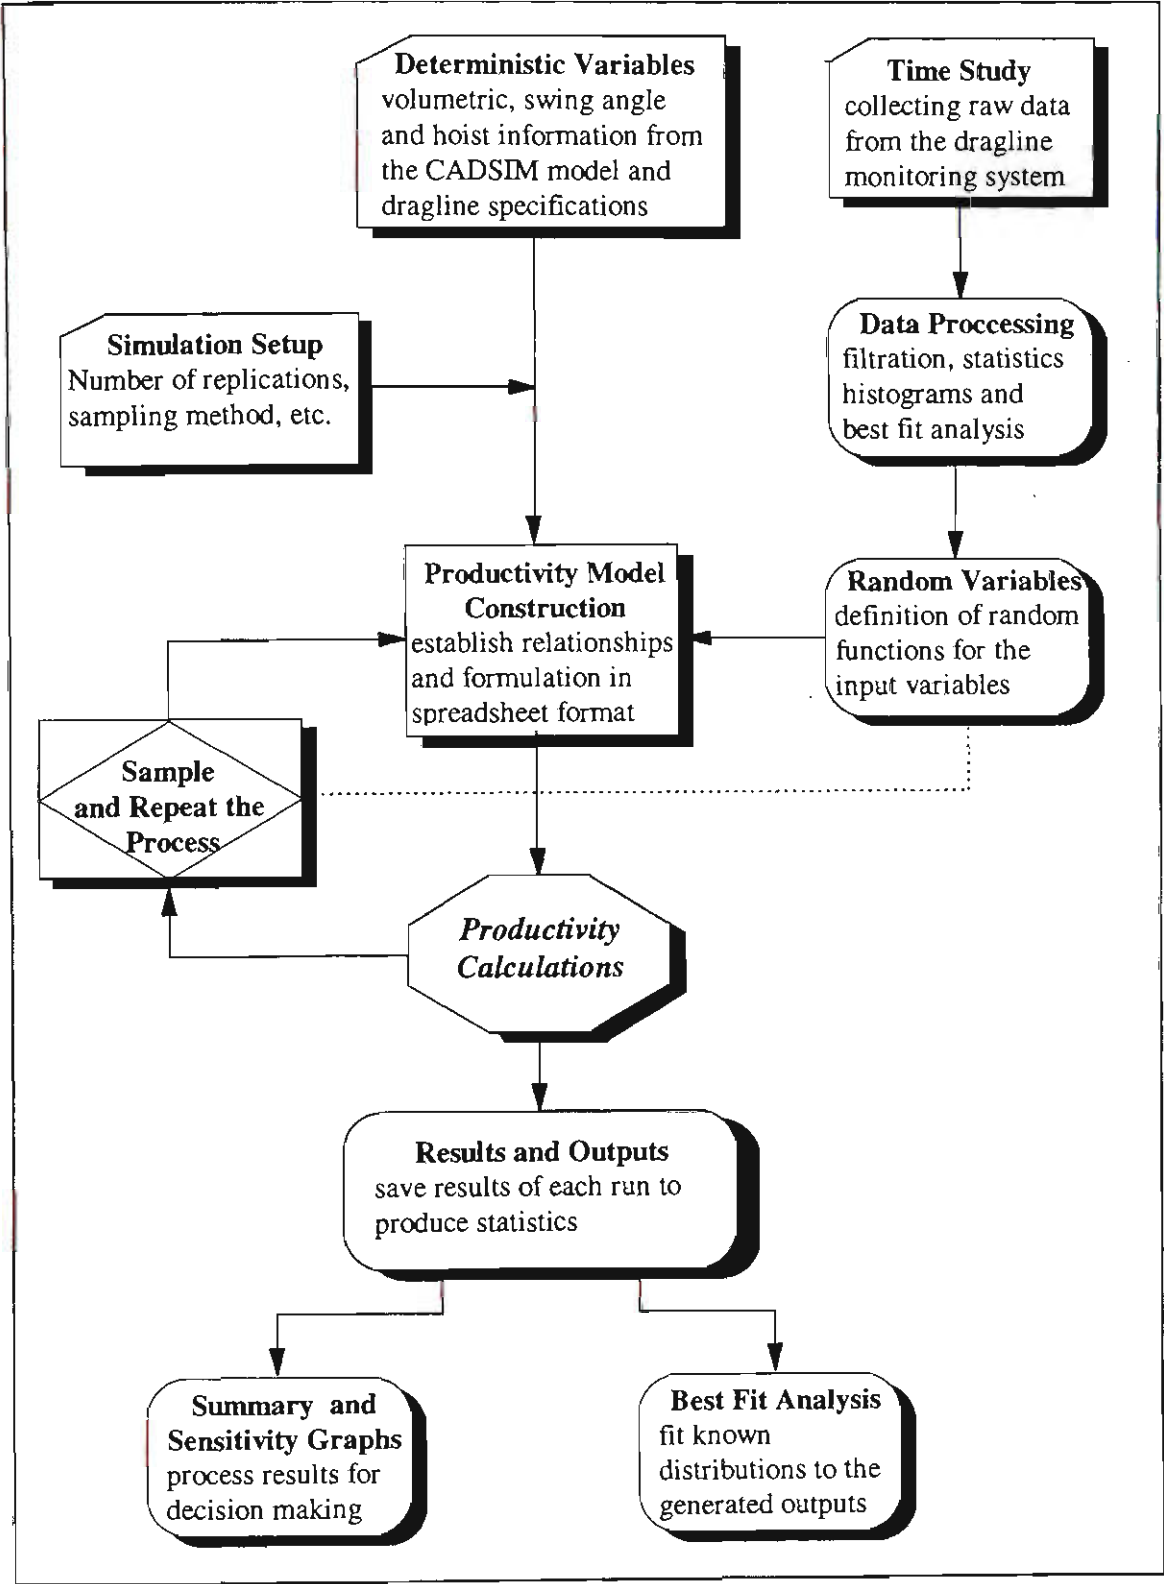 Deterministic Variables
volumetric, swing angle
and hoist information from
the CADSIM model and
dragline specifications
Time Study
collecting raw data
from the dragline
monitoring system
Simulation Setup
Number of replications,
sampling method, etc.
Data Proccessing
filtration, statistics
histograms and
best fit analysis
Productivity Model
Construction
establish relationships
and formulation in
spreadsheet format
Random Variables
definition of random
functions for the
input variables
Sample
and Repeat the
Process
Productivity
Calculations
Results and Outputs
save results of each run to
produce statistics
Summary and
Sensitivity Graphs
process results for
decision making
Best Fit Analysis
fit known
distributions to the
generated outputs